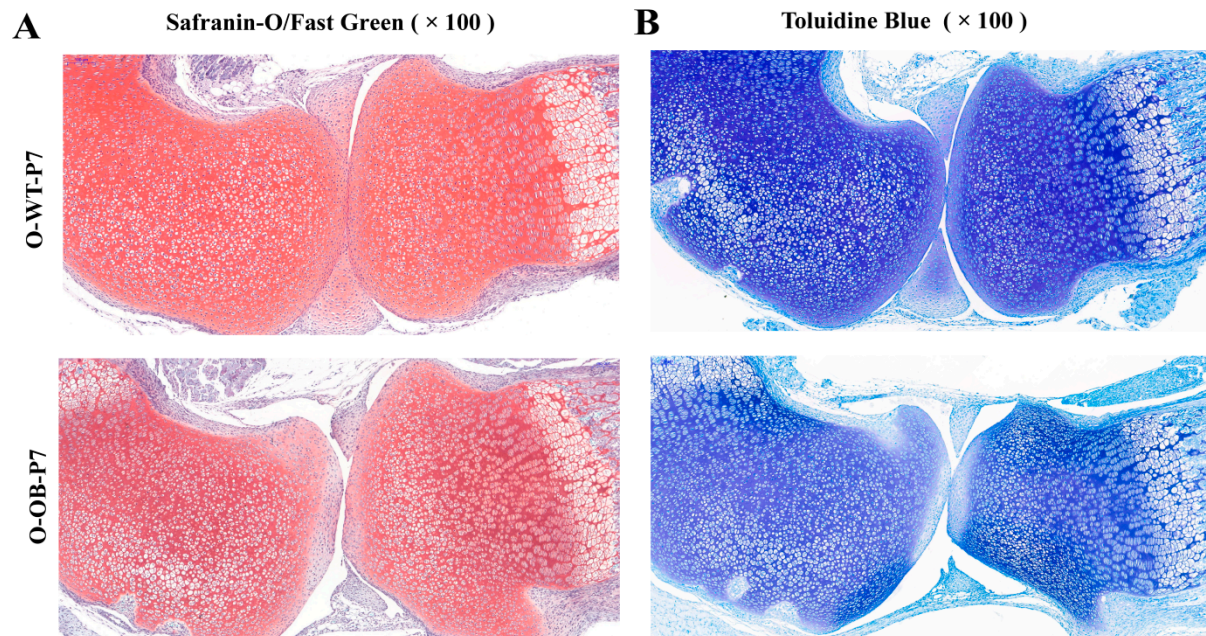 A
Safranin-O/Fast Green ( × 100 )
B
Toluidine Blue ( × 100 )
O-WT-P7
O-OB-P7